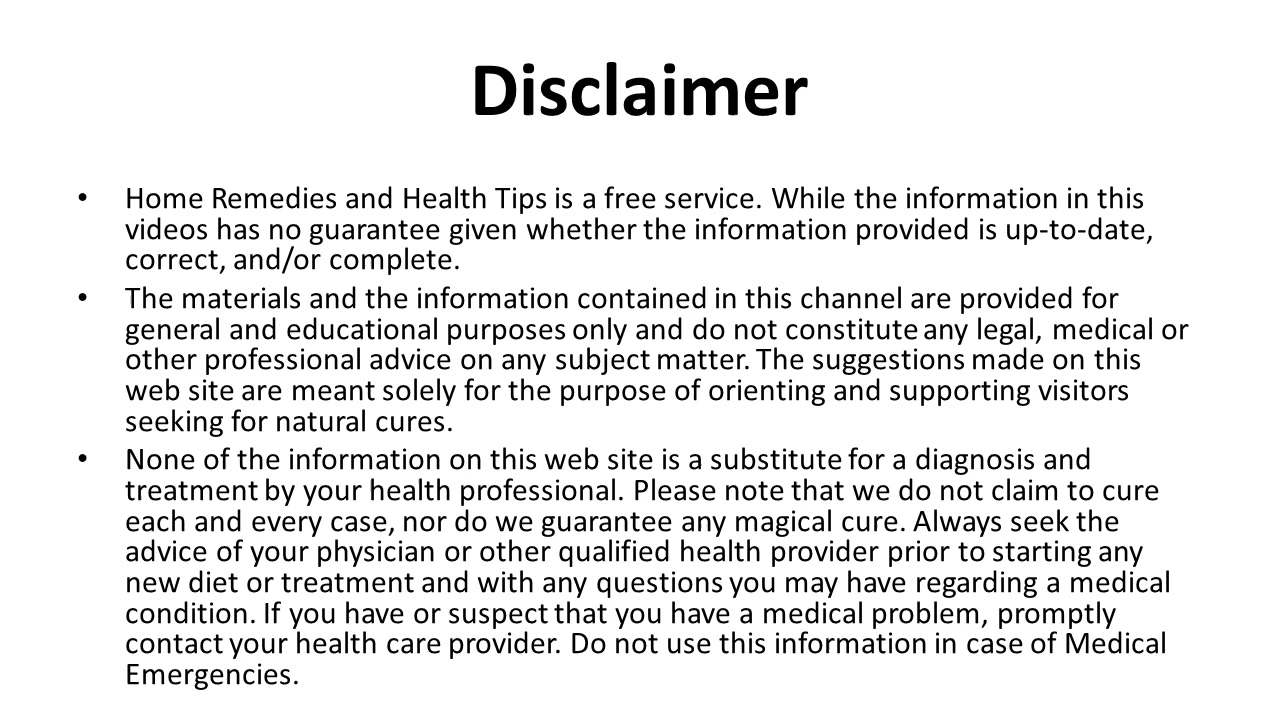 Disclaimer
• Home Remedies and Health Tips is a free service. While the information in this
videos has no guarantee given whether the information provided is up-to-date,
correct, and/or complete.
• The materials and the information contained in this channel are provided for
general and educational purposes only and do not constitute any legal, medical or
other professional advice on any subject matter. The suggestions made on this
web site are meant solely for the purpose of orienting and supporting visitors
seeking for natural cures.
• None of the information on this web site is a substitute for a diagnosis and
treatment by your health professional. Please note that we do not claim to cure
each and every case, nor do we guarantee any magical cure. Always seek the
advice of your physician or other qualified health provider prior to starting any
new diet or treatment and with any questions you may have regarding a medical
condition. If you have or suspect that you have a medical problem, promptly
contact your health care provider. Do not use this information in case of Medical
Emergencies.